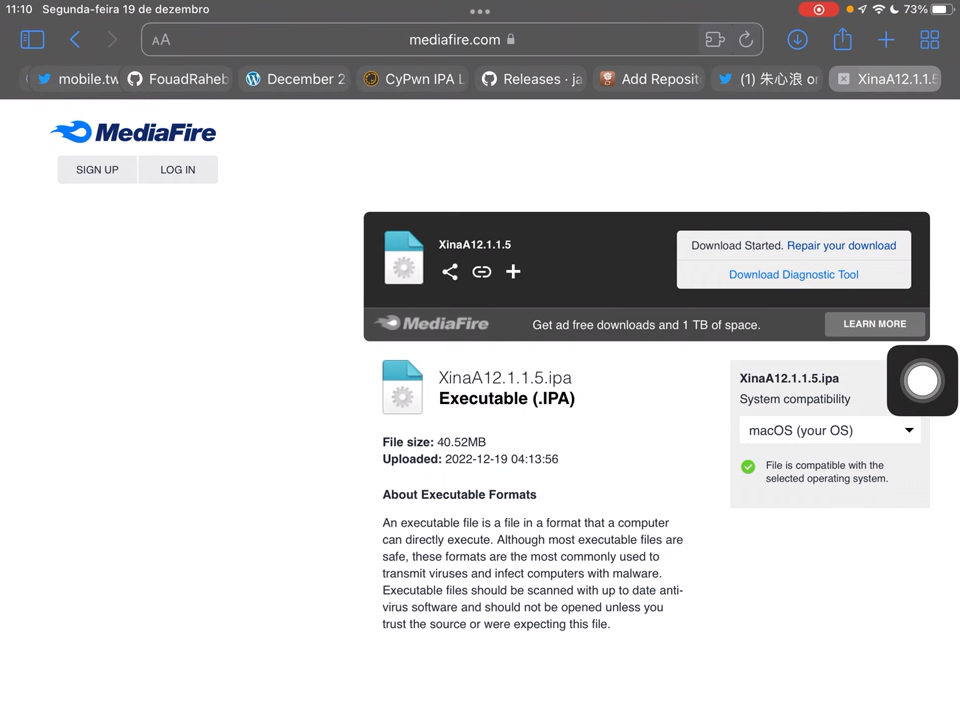 11:10 Segunda-feira 19 de dezembro
73%
AA
mediafire.com
mobile.tw
FouadRaheb
December 2
CyPwn IPA L
Releases · ja
Add Reposit
(1) 朱心浪 or
XinaA12.1.1.5
MediaFire
SIGN UP
LOG IN
XinaA12.1.1.5
Download Started. Repair your download
Download Diagnostic Tool
MediaFire
Get ad free downloads and 1 TB of space.
LEARN MORE
XinaA12.1.1.5.ipa
Executable (.IPA)
File size: 40.52MB
Uploaded: 2022-12-19 04:13:56
About Executable Formats
An executable file is a file in a format that a computer
can directly execute. Although most executable files are
safe, these formats are the most commonly used to
transmit viruses and infect computers with malware.
Executable files should be scanned with up to date anti-
virus software and should not be opened unless you
trust the source or were expecting this file.
XinaA12.1.1.5.ipa
System compatibility
macOS (your OS)
File is compatible with the
selected operating system.